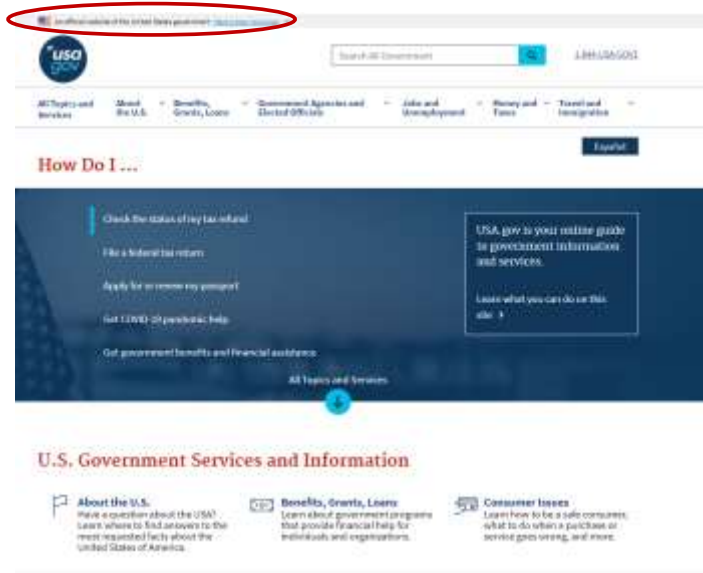 An official website of the United States government
USA
gov
Search All Government
1-844-USAGOV1
All Topics and Services
About the U.S.
Benefits, Grants, Loans
Government Agencies and Elected Officials
Jobs and Unemployment
Money and Taxes
Travel and Immigration
Español
How Do I ...
Check the status of my tax refund
File a federal tax return
Apply for or renew my passport
Get COVID-19 pandemic help
Get government benefits and financial assistance
All Topics and Services
USA.gov is your online guide
to government information
and services.
Learn what you can do on this
site
U.S. Government Services and Information
About the U.S.
Have a question about the USA?
Learn where to find answers to the
most requested facts about the
United States of America.
Benefits, Grants, Loans
Learn about government programs
that provide financial help for
individuals and organizations.
Consumer Issues
Learn how to be a safe consumer,
what to do when a purchase or
service goes wrong, and more.